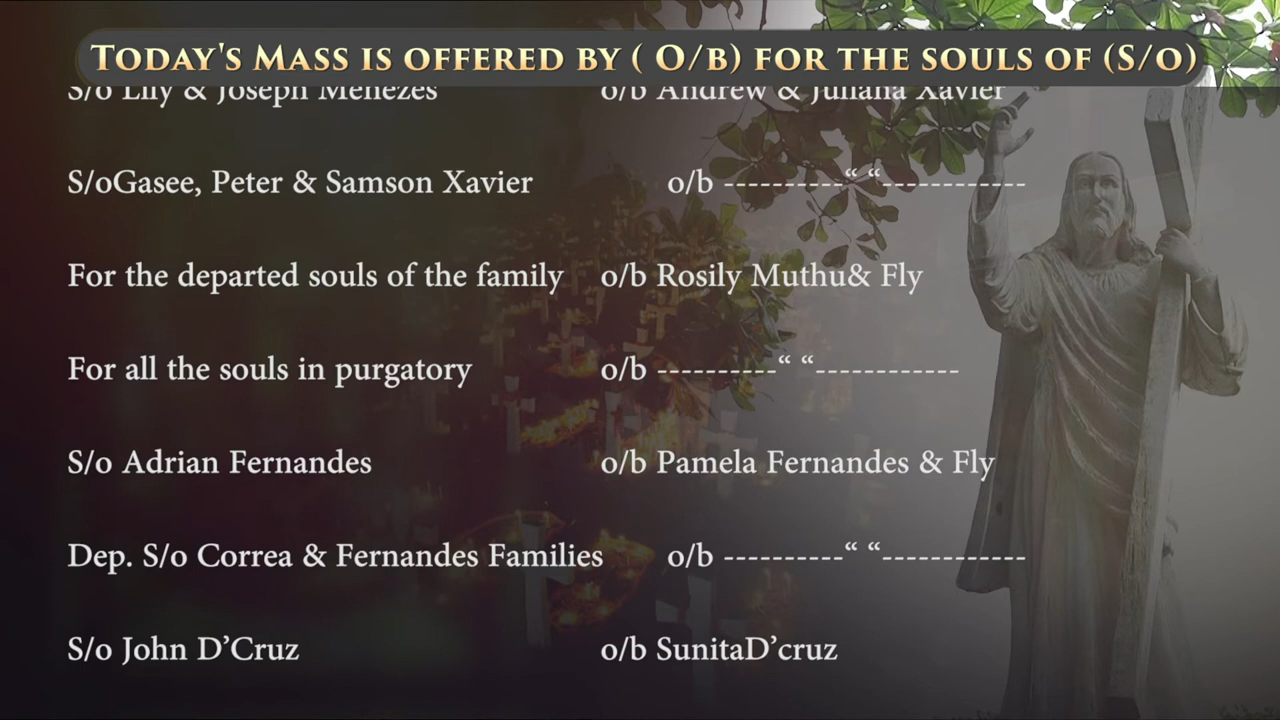 TODAY'S MASS IS OFFERED BY ( O/B) FOR THE SOULS OF (S/O)
S/o Lily & Joseph Menezes o/b Andrew & Juliana Xavier
S/oGasee, Peter & Samson Xavier o/b ----------“ “------------
For the departed souls of the family o/b Rosily Muthu& Fly
For all the souls in purgatory o/b ----------“ “------------
S/o Adrian Fernandes o/b Pamela Fernandes & Fly
Dep. S/o Correa & Fernandes Families o/b ----------“ “------------
S/o John D’Cruz o/b SunitaD’cruz